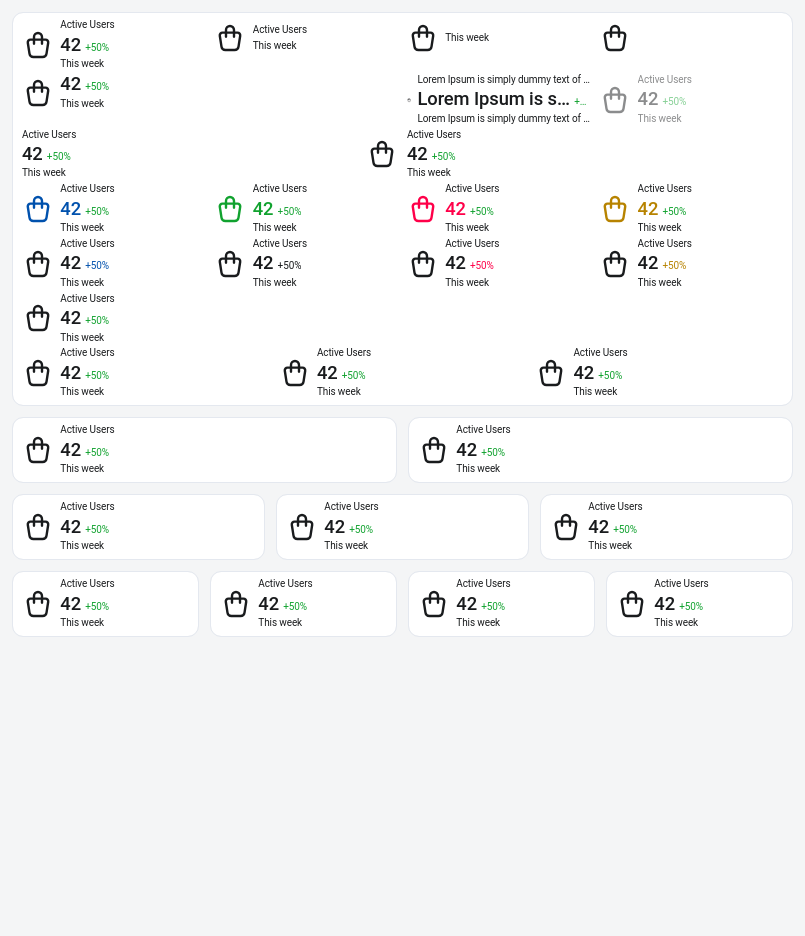 Active Users
42 +50%
This week
Active Users
This week
This week
42 +50%
This week
Lorem Ipsum is simply dummy text of ...
Lorem Ipsum is s... +...
Lorem Ipsum is simply dummy text of ...
Active Users
42 +50%
This week
Active Users
42 +50%
This week
Active Users
42 +50%
This week
Active Users
42 +50%
This week
Active Users
42 +50%
This week
Active Users
42 +50%
This week
Active Users
42 +50%
This week
Active Users
42 +50%
This week
Active Users
42 +50%
This week
Active Users
42 +50%
This week
Active Users
42 +50%
This week
Active Users
42 +50%
This week
Active Users
42 +50%
This week
Active Users
42 +50%
This week
Active Users
42 +50%
This week
Active Users
42 +50%
This week
Active Users
42 +50%
This week
Active Users
42 +50%
This week
Active Users
42 +50%
This week
Active Users
42 +50%
This week
Active Users
42 +50%
This week
Active Users
42 +50%
This week
Active Users
42 +50%
This week
Active Users
42 +50%
This week